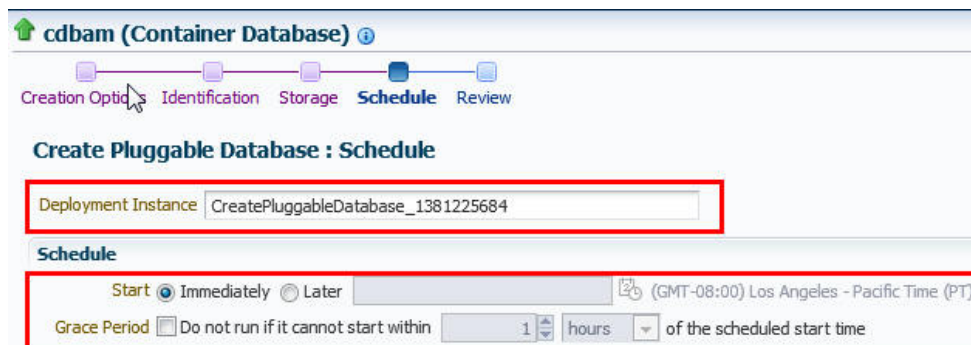 cdbam (Container Database)
Creation Options Identification Storage Schedule Review
Create Pluggable Database : Schedule
Deployment Instance CreatePluggableDatabase_1381225684
Schedule
Start Immediately Later (GMT-08:00) Los Angeles - Pacific Time (PT)
Grace Period Do not run if it cannot start within 1 hours of the scheduled start time